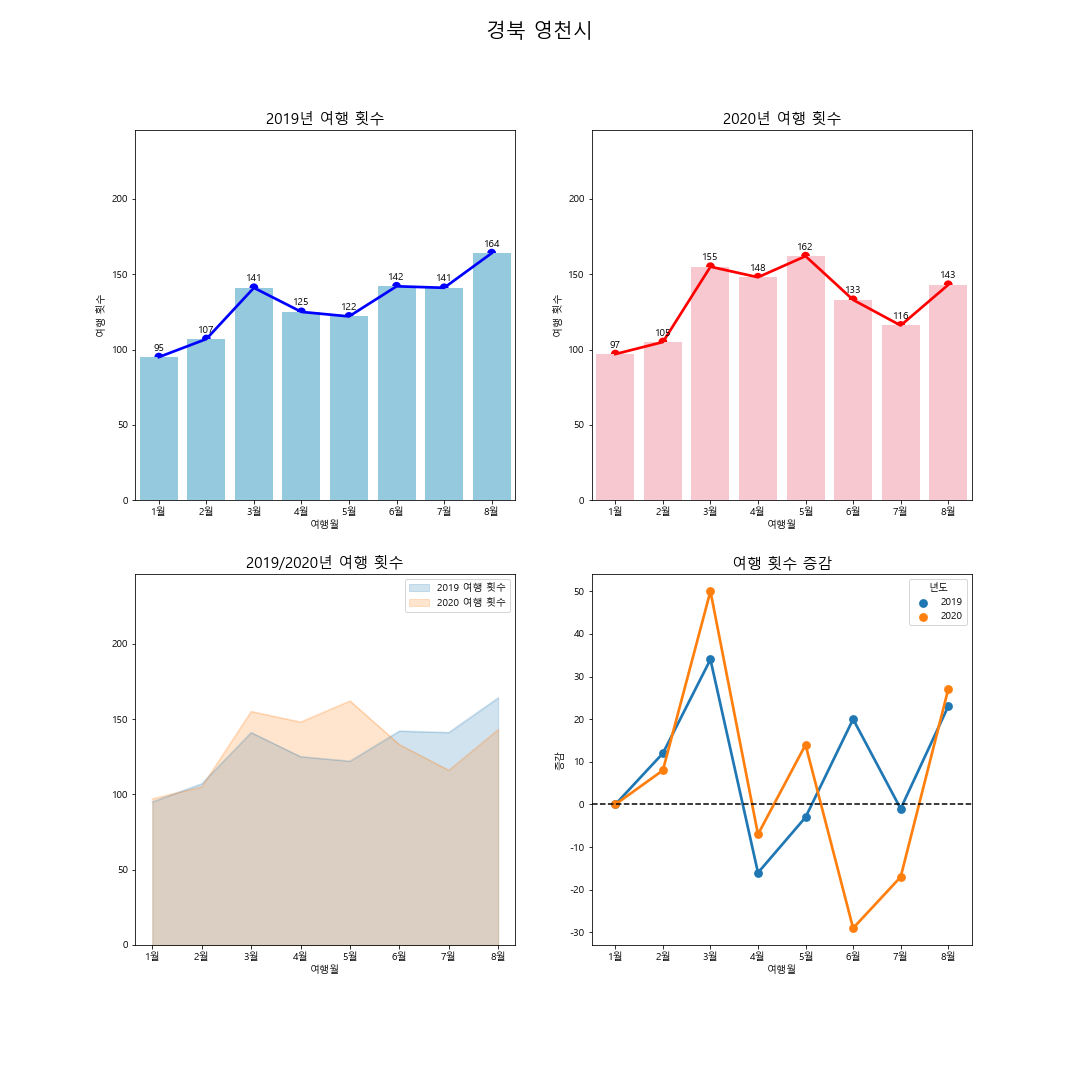 경북 영천시
2019년 여행 횟수
여행 횟수
200
150
100
50
0
95
107
141
125
122
142
141
164
1월 2월 3월 4월 5월 6월 7월 8월
여행월
2020년 여행 횟수
여행 횟수
200
150
100
50
0
97
105
155
148
162
133
116
143
1월 2월 3월 4월 5월 6월 7월 8월
여행월
2019/2020년 여행 횟수
2019 여행 횟수
2020 여행 횟수
200
150
100
50
0
1월 2월 3월 4월 5월 6월 7월 8월
여행월
여행 횟수 증감
년도
2019
2020
증감
50
40
30
20
10
0
-10
-20
-30
1월 2월 3월 4월 5월 6월 7월 8월
여행월